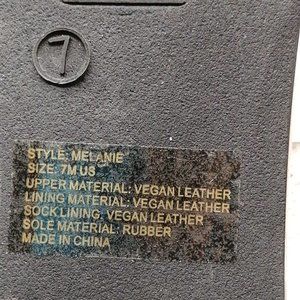 7
STYLE: MELANIE
SIZE: 7M US
UPPER MATERIAL: VEGAN LEATHER
LINING MATERIAL: VEGAN LEATHER
SOCK LINING: VEGAN LEATHER
SOLE MATERIAL: RUBBER
MADE IN CHINA